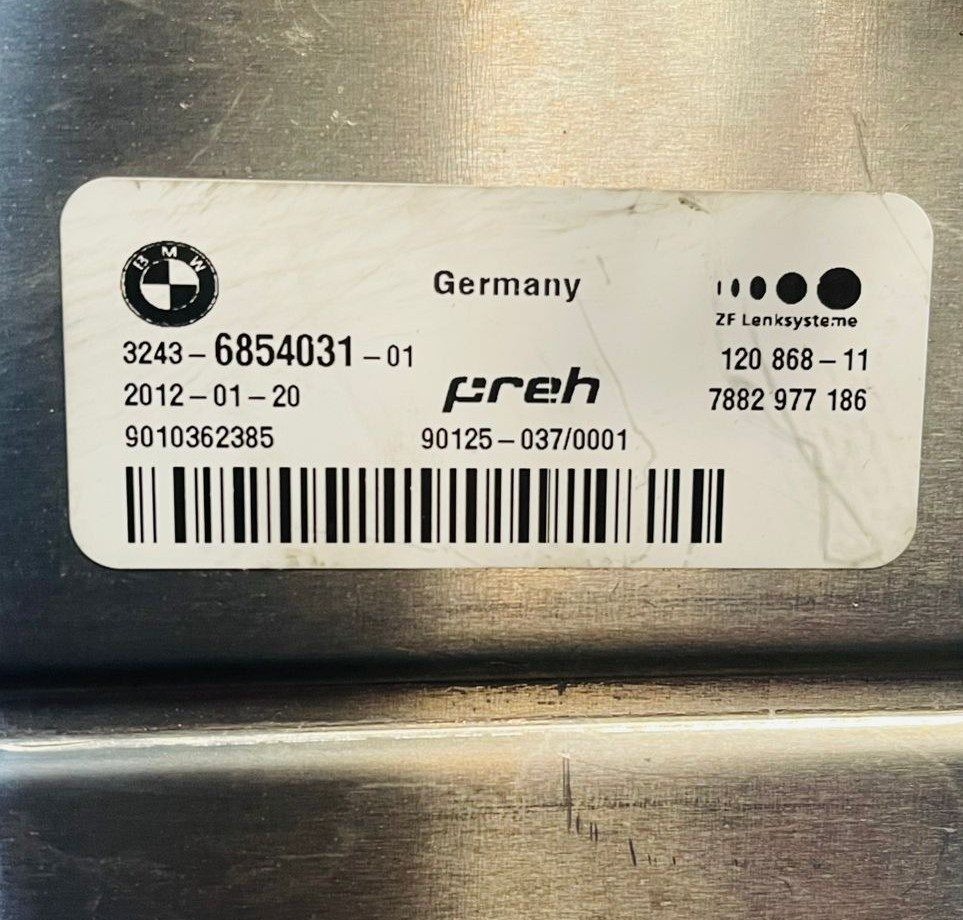 BMW
Germany
ZF Lenksysteme
3243-6854031-01
120 868-11
2012-01-20
preh
7882 977 186
9010362385
90125-037/0001